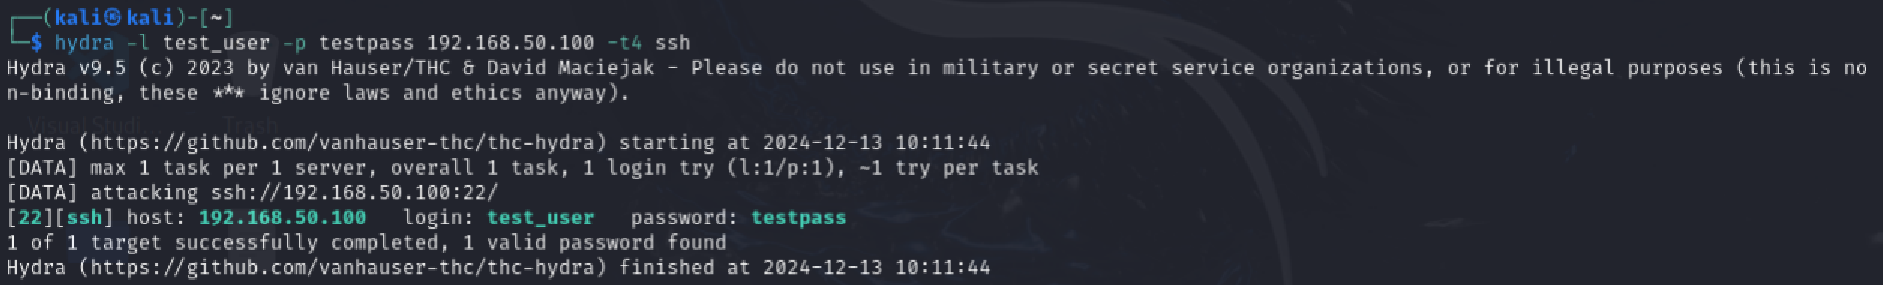 ┌──(kali㉿kali)-[~]
└─$ hydra -l test_user -p testpass 192.168.50.100 -t4 ssh
Hydra v9.5 (c) 2023 by van Hauser/THC & David Maciejak - Please do not use in military or secret service organizations, or for illegal purposes (this is no
n-binding, these *** ignore laws and ethics anyway).
Visual Studi... Trash
Hydra (https://github.com/vanhauser-thc/thc-hydra) starting at 2024-12-13 10:11:44
[DATA] max 1 task per 1 server, overall 1 task, 1 login try (l:1/p:1), ~1 try per task
[DATA] attacking ssh://192.168.50.100:22/
[22][ssh] host: 192.168.50.100   login: test_user   password: testpass
1 of 1 target successfully completed, 1 valid password found
Hydra (https://github.com/vanhauser-thc/thc-hydra) finished at 2024-12-13 10:11:44